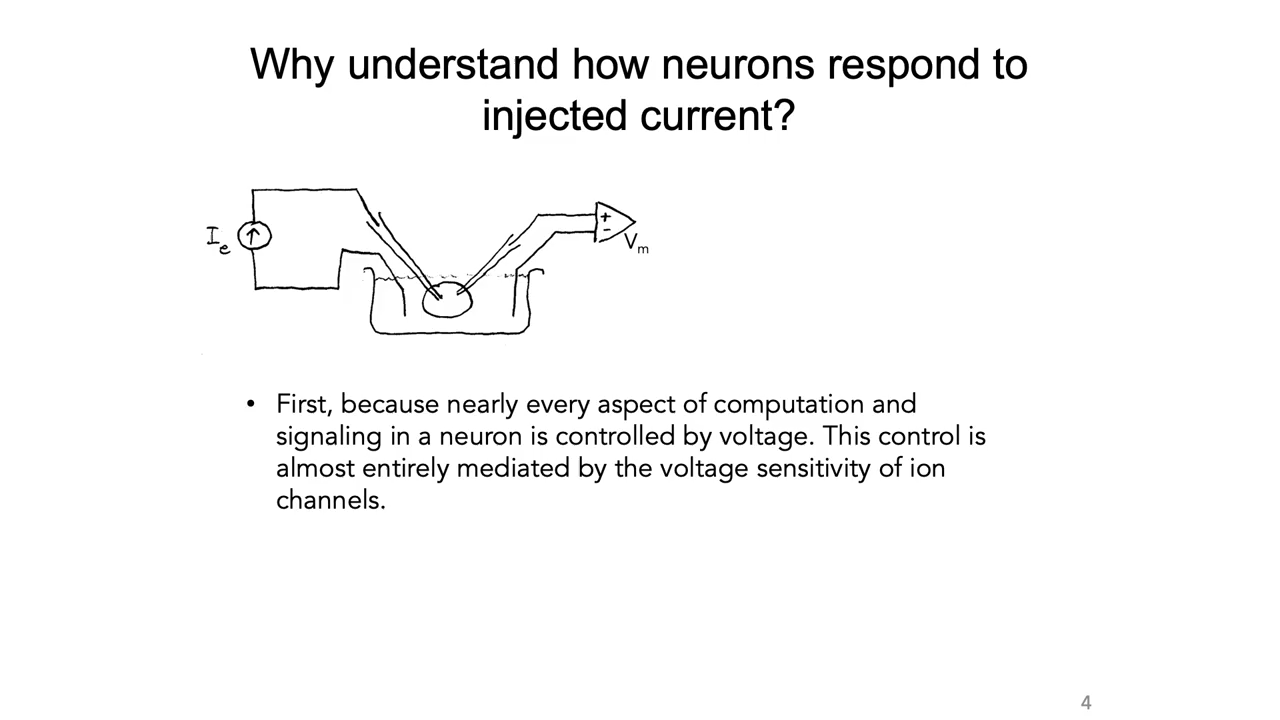 Why understand how neurons respond to
injected current?
Ie
+
-
Vm
• First, because nearly every aspect of computation and
signaling in a neuron is controlled by voltage. This control is
almost entirely mediated by the voltage sensitivity of ion
channels.
4